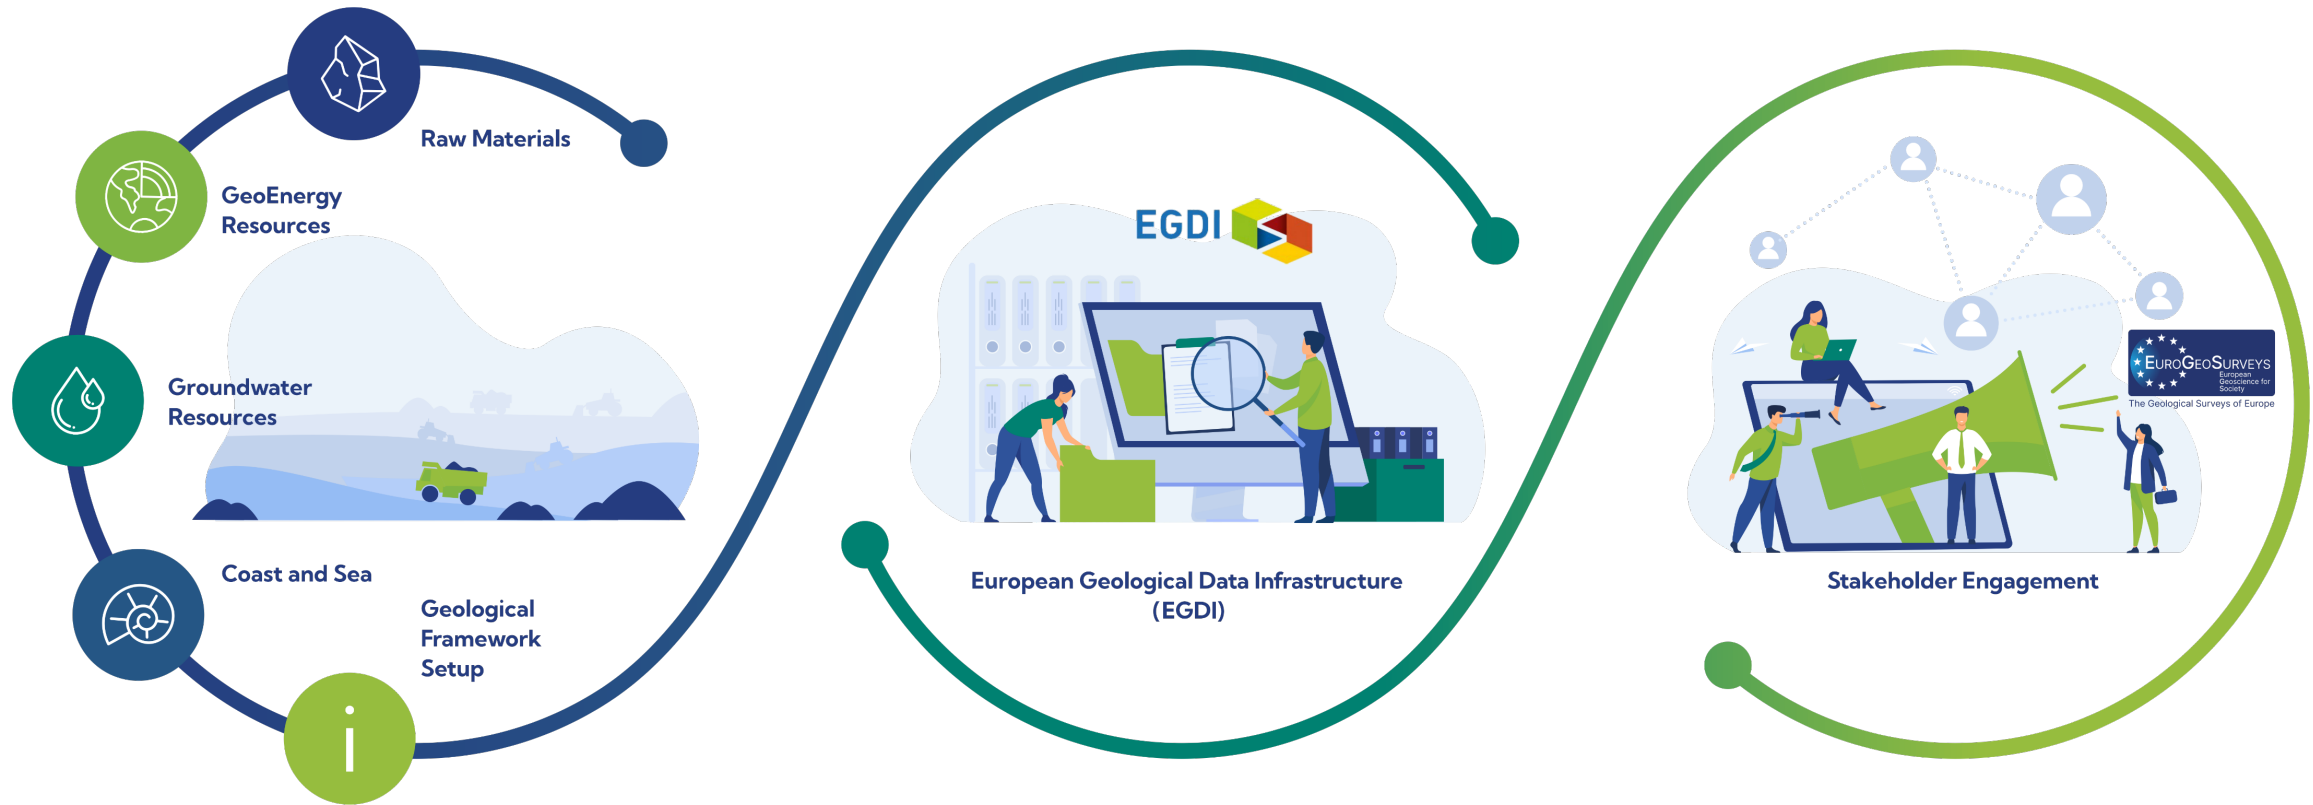 Raw Materials
GeoEnergy
Resources
Groundwater
Resources
Coast and Sea
Geological
Framework
Setup
i
EGDI
European Geological Data Infrastructure
(EGDI)
EUROGEOSURVEYS
European
Geoscience for
Society
The Geological Surveys of Europe
Stakeholder Engagement